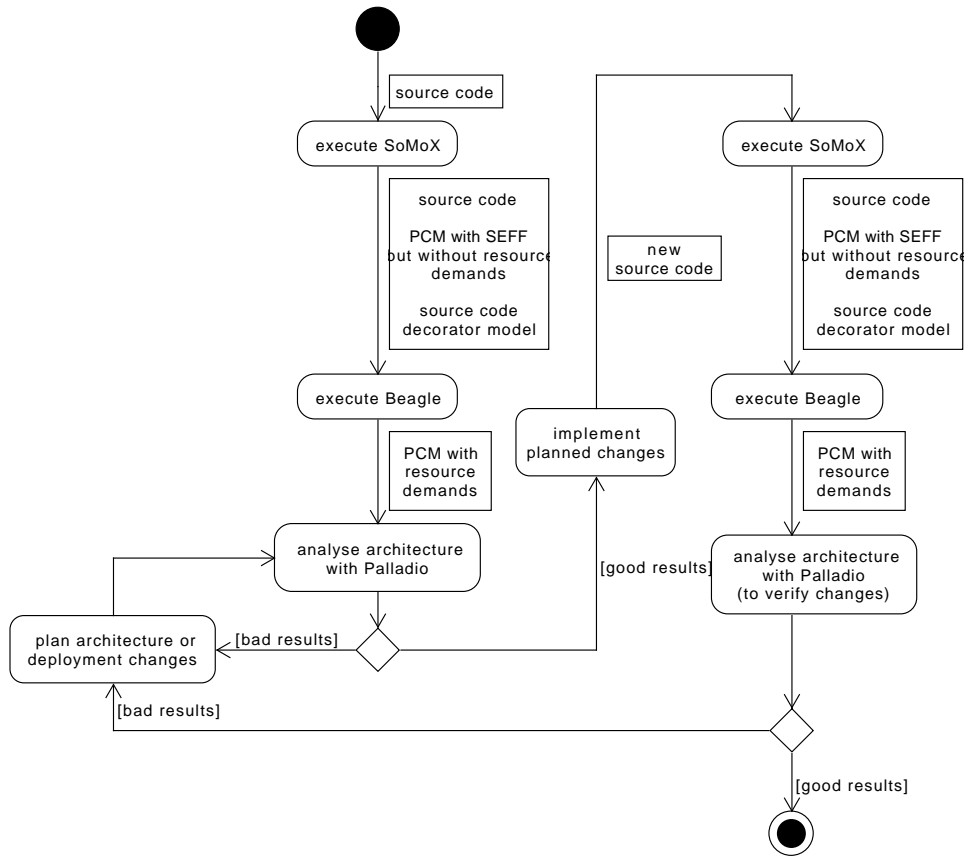 source code
execute SoMoX
source code
PCM with SEFF
but without resource
demands
source code
decorator model
execute Beagle
PCM with
resource
demands
analyse architecture
with Palladio
[bad results]
plan architecture or
deployment changes
[good results]
implement
planned changes
new
source code
execute SoMoX
source code
PCM with SEFF
but without resource
demands
source code
decorator model
execute Beagle
PCM with
resource
demands
analyse architecture
with Palladio
(to verify changes)
[bad results]
[good results]